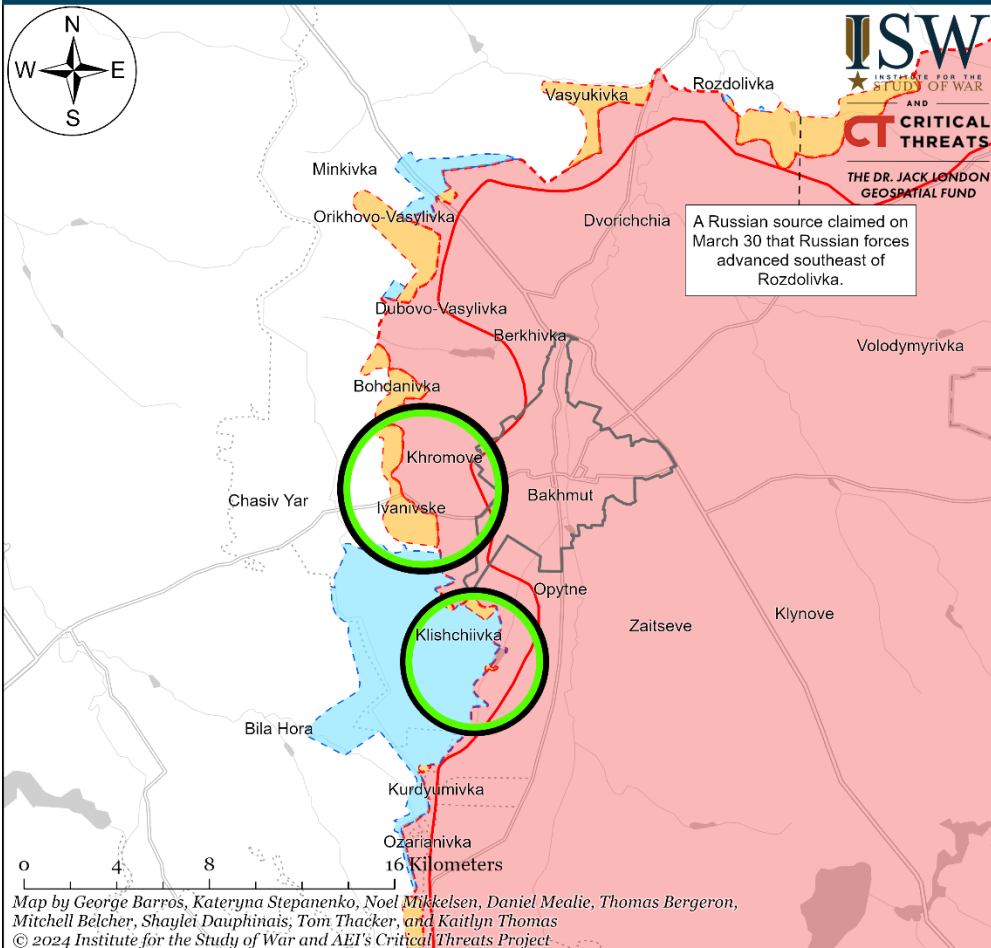 N
W E
S
ISW
INSTITUTE FOR THE
STUDY OF WAR
AND
CT CRITICAL
THREATS
THE DR. JACK LONDON
GEOSPATIAL FUND
Vasyukivka
Rozdolivka
Minkivka
Orikhovo-Vasylivka
Dvorichchia
A Russian source claimed on
March 30 that Russian forces
advanced southeast of
Rozdolivka.
Dubovo-Vasylivka
Berkhivka
Volodymyrivka
Bohdanivka
Khromove
Chasiv Yar
Ivanivske
Bakhmut
Opytne
Klishchiivka
Zaitseve
Klynove
Bila Hora
Kurdyumivka
Ozarianivka
0 4 8 16 Kilometers
Map by George Barros, Kateryna Stepanenko, Noel Mikkelsen, Daniel Mealie, Thomas Bergeron,
Mitchell Belcher, Shaylei Dauphinais, Tom Thacker, and Kaitlyn Thomas
© 2024 Institute for the Study of War and AEI's Critical Threats Project